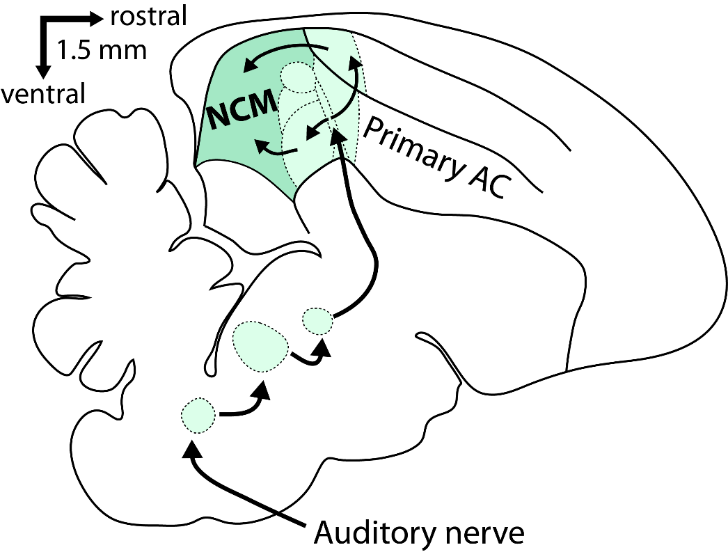 rostral
1.5 mm
ventral
NCM
Primary AC
Auditory nerve